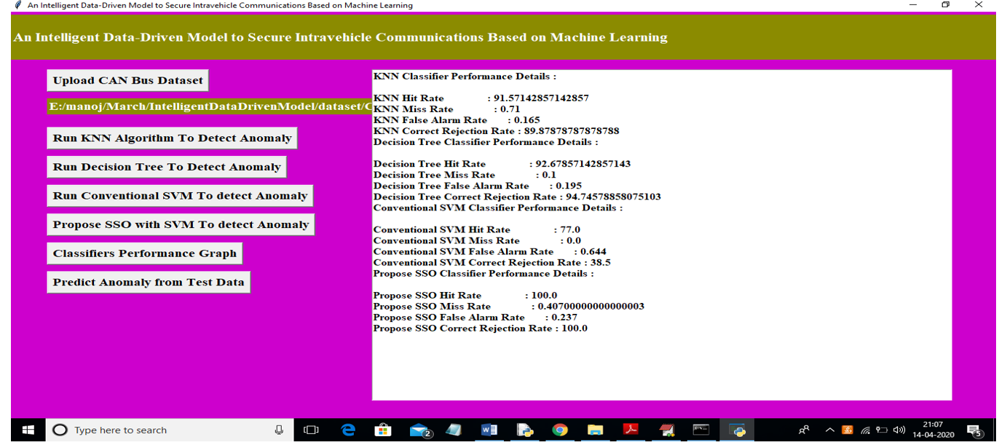 An Intelligent Data-Driven Model to Secure Intravehicle Communications Based on Machine Learning
An Intelligent Data-Driven Model to Secure Intravehicle Communications Based on Machine Learning
Upload CAN Bus Dataset
E:/manoj/March/IntelligentDataDrivenModel/dataset/C
Run KNN Algorithm To Detect Anomaly
Run Decision Tree To Detect Anomaly
Run Conventional SVM To detect Anomaly
Propose SSO with SVM To detect Anomaly
Classifiers Performance Graph
Predict Anomaly from Test Data
KNN Classifier Performance Details :
KNN Hit Rate : 91.57142857142857
KNN Miss Rate : 0.71
KNN False Alarm Rate : 0.165
KNN Correct Rejection Rate : 89.87878787878788
Decision Tree Classifier Performance Details :
Decision Tree Hit Rate : 92.67857142857143
Decision Tree Miss Rate : 0.1
Decision Tree False Alarm Rate : 0.195
Decision Tree Correct Rejection Rate : 94.74578858075103
Conventional SVM Classifier Performance Details :
Conventional SVM Hit Rate : 77.0
Conventional SVM Miss Rate : 0.0
Conventional SVM False Alarm Rate : 0.644
Conventional SVM Correct Rejection Rate : 38.5
Propose SSO Classifier Performance Details :
Propose SSO Hit Rate : 100.0
Propose SSO Miss Rate : 0.40700000000000003
Propose SSO False Alarm Rate : 0.237
Propose SSO Correct Rejection Rate : 100.0
Type here to search
2
21:07
14-04-2020
5